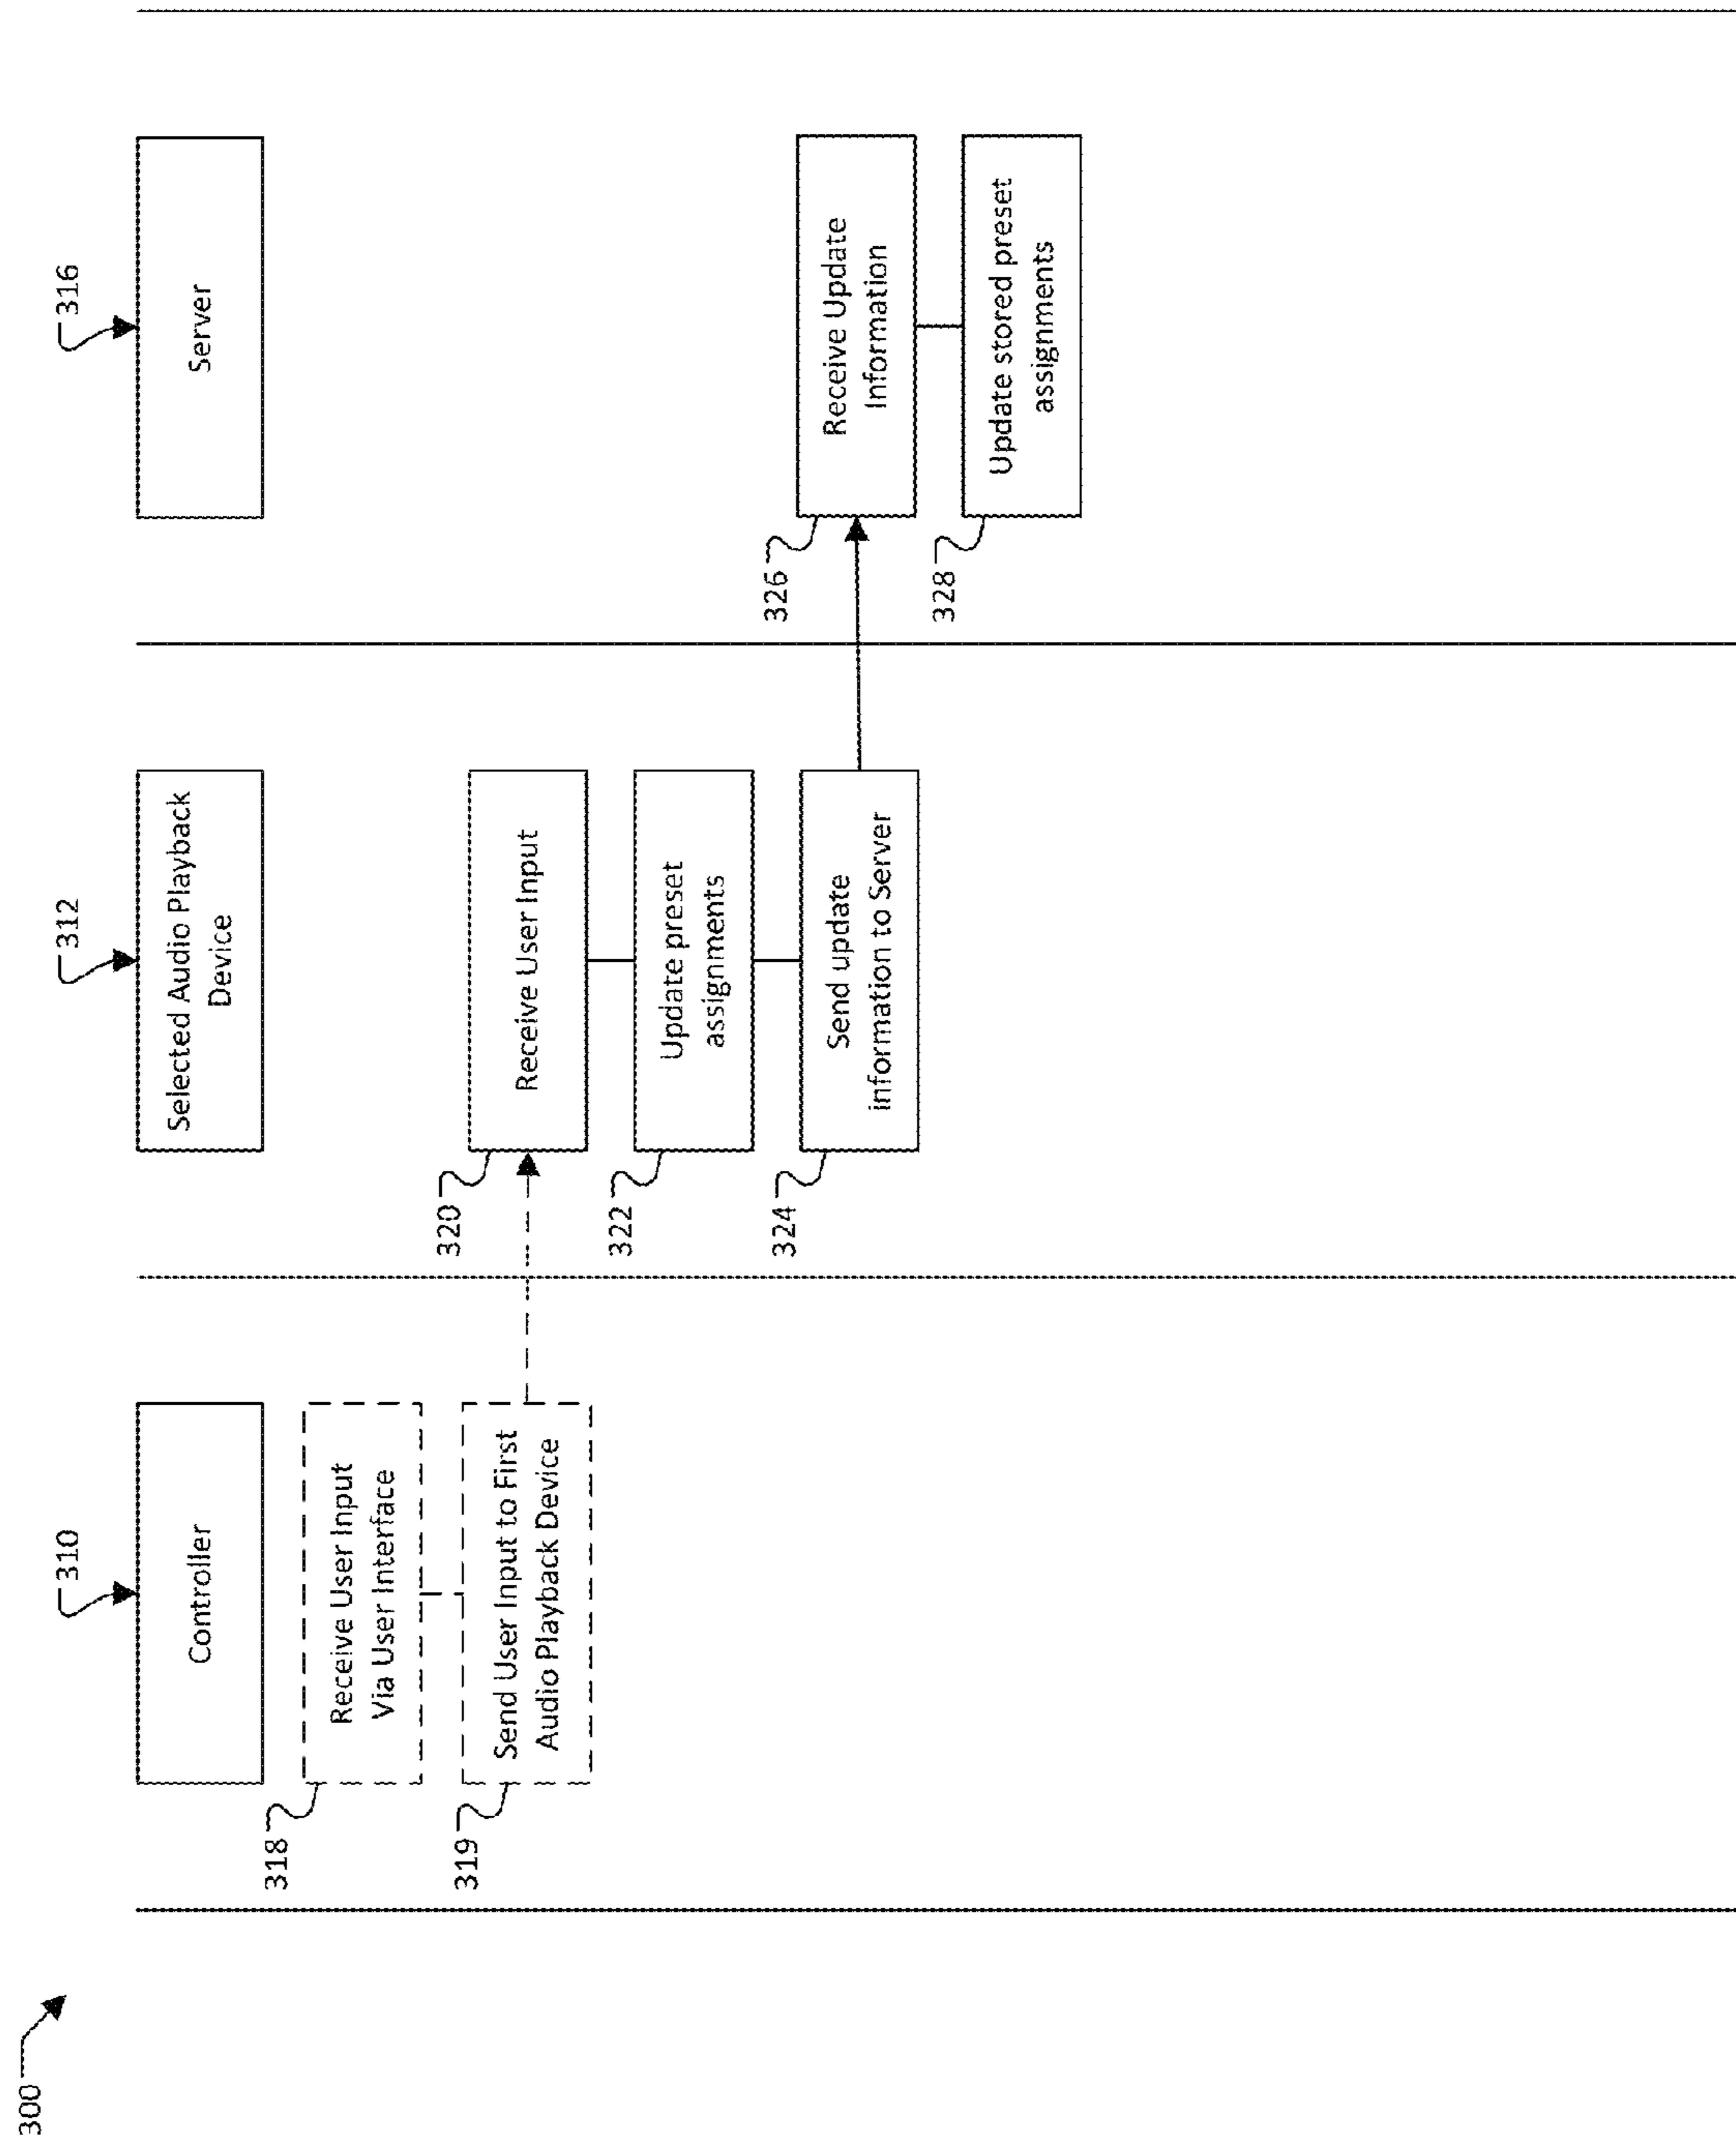 300
310
Controller
318
Receive User Input
Via User Interface
319
Send User Input to First
Audio Playback Device
312
Selected Audio Playback
Device
320
Receive User Input
322
Update preset
assignments
324
Send update
information to Server
316
Server
326
Receive Update
Information
328
Update stored preset
assignments